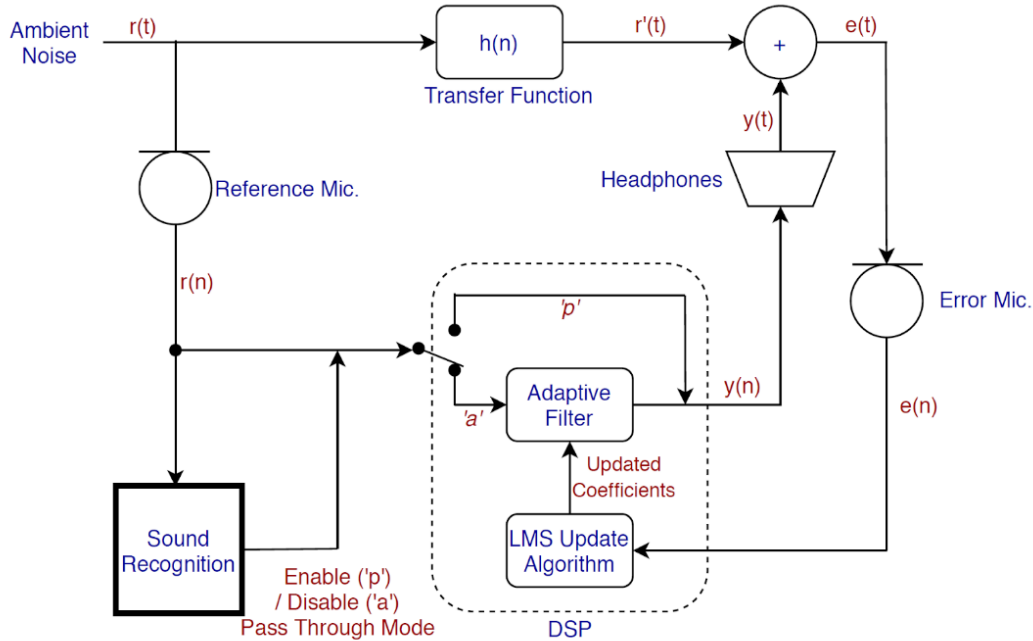 Ambient
Noise
r(t)
h(n)
Transfer Function
r'(t)
+
e(t)
y(t)
Headphones
Reference Mic.
r(n)
Error Mic.
'p'
'a'
Adaptive
Filter
y(n)
e(n)
Updated
Coefficients
LMS Update
Algorithm
Sound
Recognition
Enable ('p')
/ Disable ('a')
Pass Through Mode
DSP